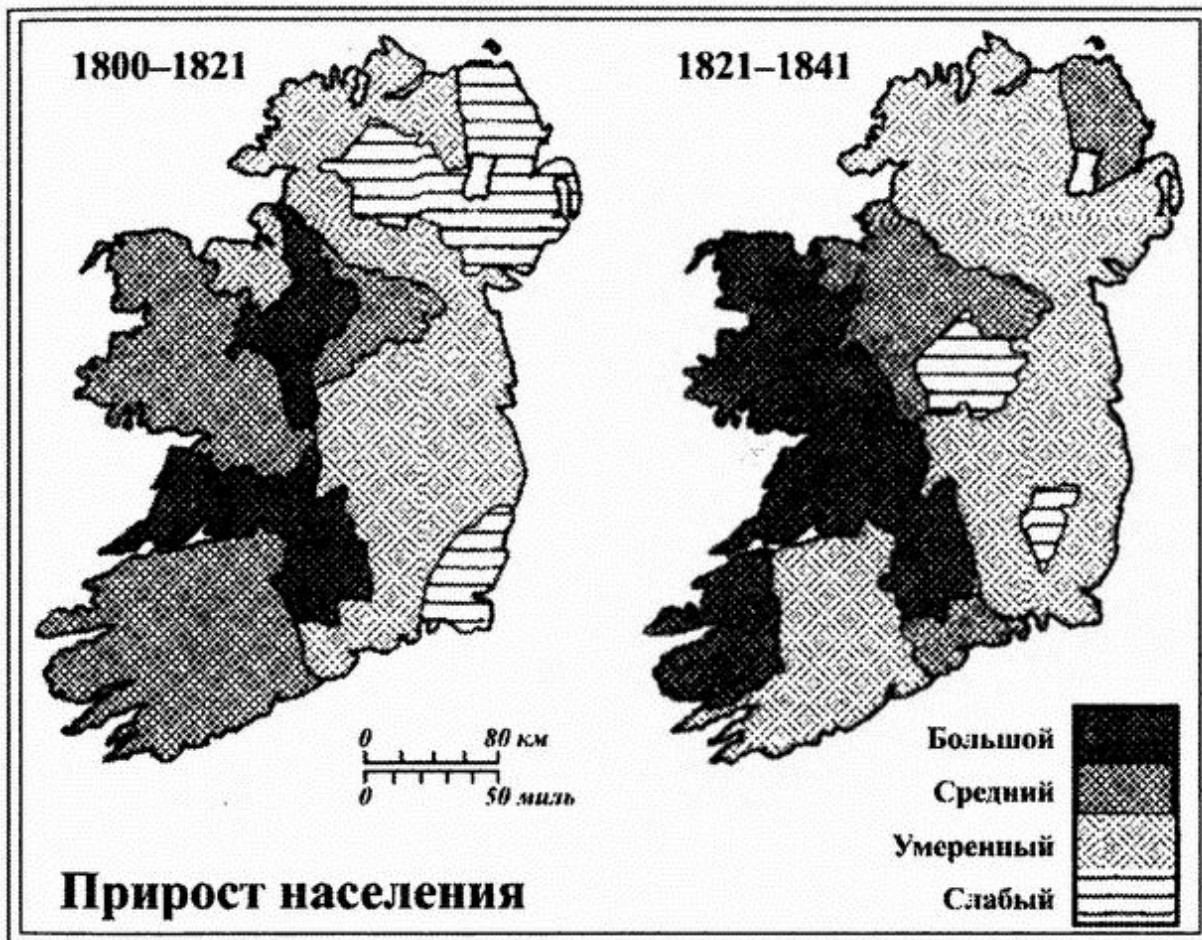 1800–1821
1821–1841
0 80 км
0 50 миль
Большой
Средний
Умеренный
Слабый
Прирост населения